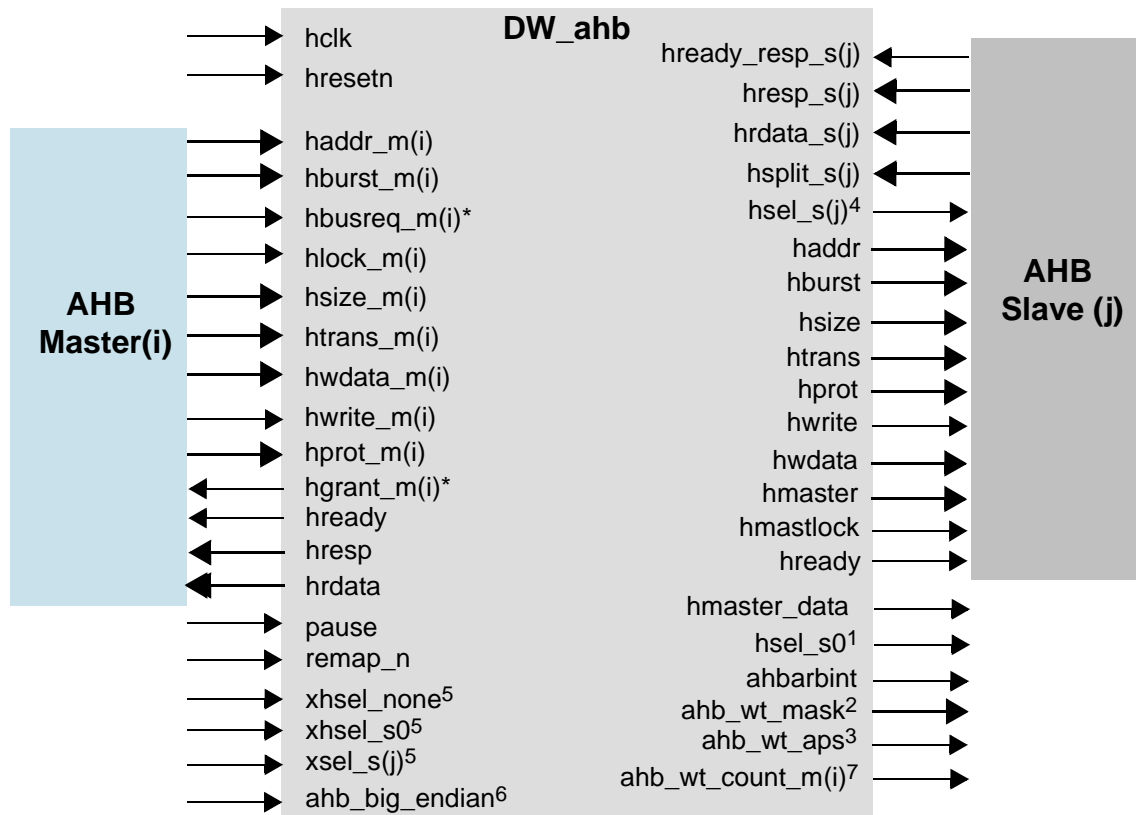 DW_ahb
hclk
hresetn
AHB
Master(i)
haddr_m(i)
hburst_m(i)
hbusreq_m(i)*
hlock_m(i)
hsize_m(i)
htrans_m(i)
hwdata_m(i)
hwrite_m(i)
hprot_m(i)
hgrant_m(i)*
hready
hresp
hrdata
pause
remap_n
xhsel_none5
xhsel_s05
xsel_s(j)5
ahb_big_endian6
hready_resp_s(j)
hresp_s(j)
hrdata_s(j)
hsplit_s(j)
hsel_s(j)4
haddr
hburst
hsize
htrans
hprot
hwrite
hwdata
hmaster
hmastlock
hready
AHB
Slave (j)
hmaster_data
hsel_s01
ahbarbint
ahb_wt_mask2
ahb_wt_aps3
ahb_wt_count_m(i)7